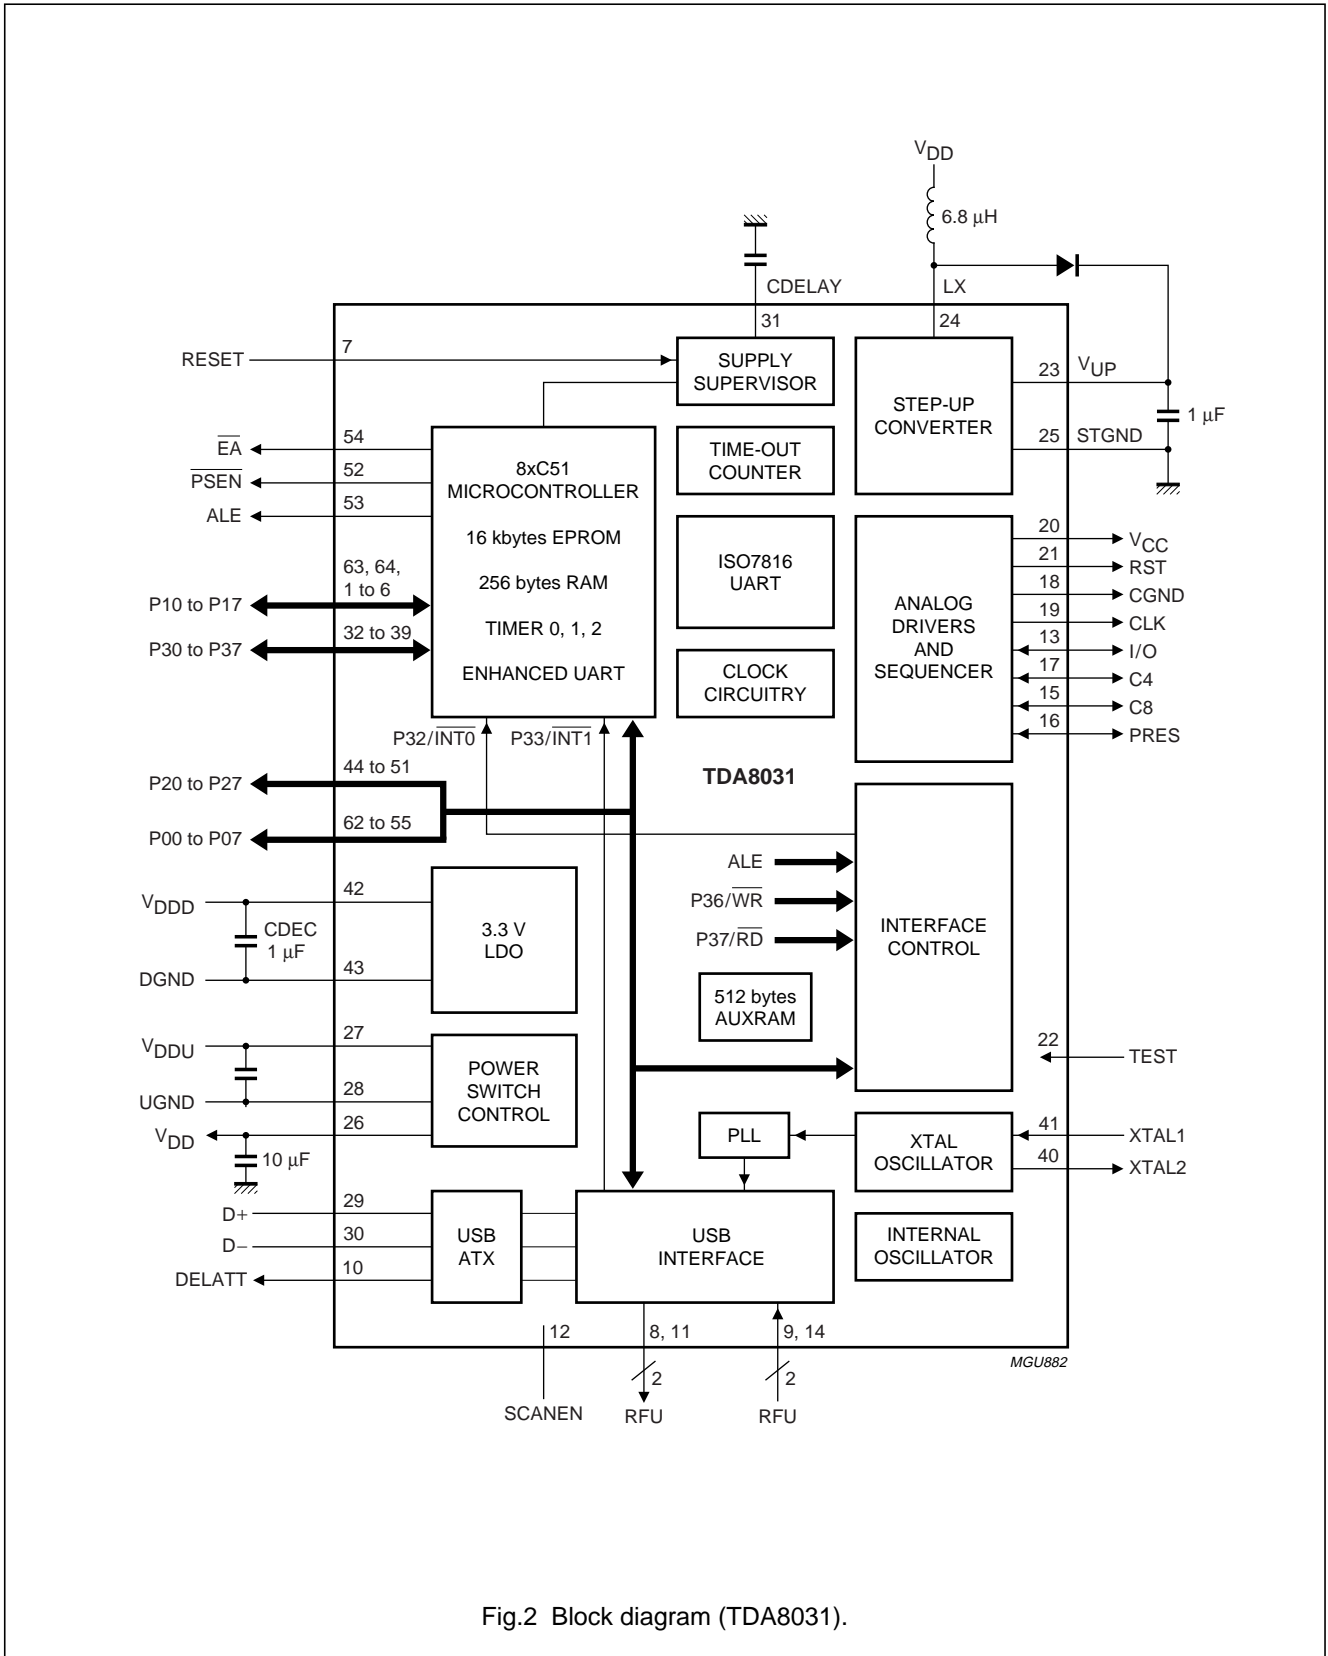 VDD
6.8 μH
CDELAY
LX
31
24
RESET
7
SUPPLY
SUPERVISOR
STEP-UP
CONVERTER
23
VUP
1 μF
25
STGND
EA
54
PSEN
52
ALE
53
8xC51
MICROCONTROLLER
16 kbytes EPROM
256 bytes RAM
TIMER 0, 1, 2
ENHANCED UART
TIME-OUT
COUNTER
ISO7816
UART
CLOCK
CIRCUITRY
ANALOG
DRIVERS
AND
SEQUENCER
20
VCC
21
RST
18
CGND
19
CLK
13
I/O
17
C4
15
C8
16
PRES
63, 64,
1 to 6
P10 to P17
32 to 39
P30 to P37
P32/INT0
P33/INT1
TDA8031
P20 to P27
44 to 51
P00 to P07
62 to 55
ALE
P36/WR
P37/RD
INTERFACE
CONTROL
VDDD
42
CDEC
1 μF
DGND
43
3.3 V
LDO
512 bytes
AUXRAM
22
TEST
VDDU
27
UGND
28
VDD
26
10 μF
POWER
SWITCH
CONTROL
PLL
XTAL
OSCILLATOR
41
XTAL1
40
XTAL2
D+
29
D−
30
DELATT
10
USB
ATX
USB
INTERFACE
INTERNAL
OSCILLATOR
12
8, 11
9, 14
2
2
SCANEN
RFU
RFU
MGU882
Fig.2 Block diagram (TDA8031).